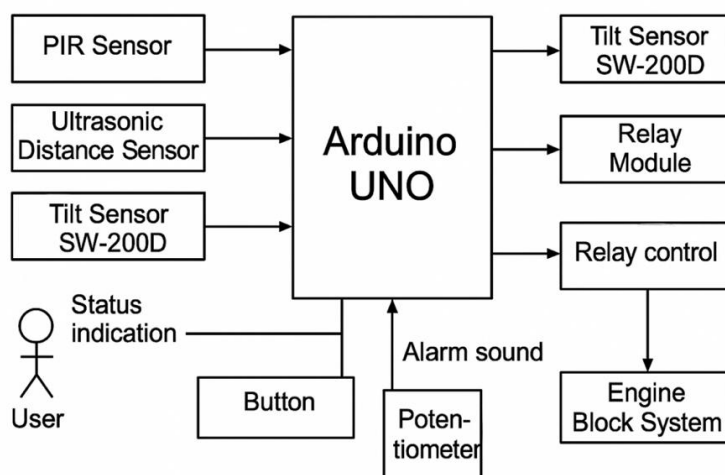 PIR Sensor
Ultrasonic
Distance Sensor
Tilt Sensor
SW-200D
Arduino
UNO
Tilt Sensor
SW-200D
Relay
Module
Relay control
Engine
Block System
Status
indication
User
Button
Alarm sound
Poten-
tiometer